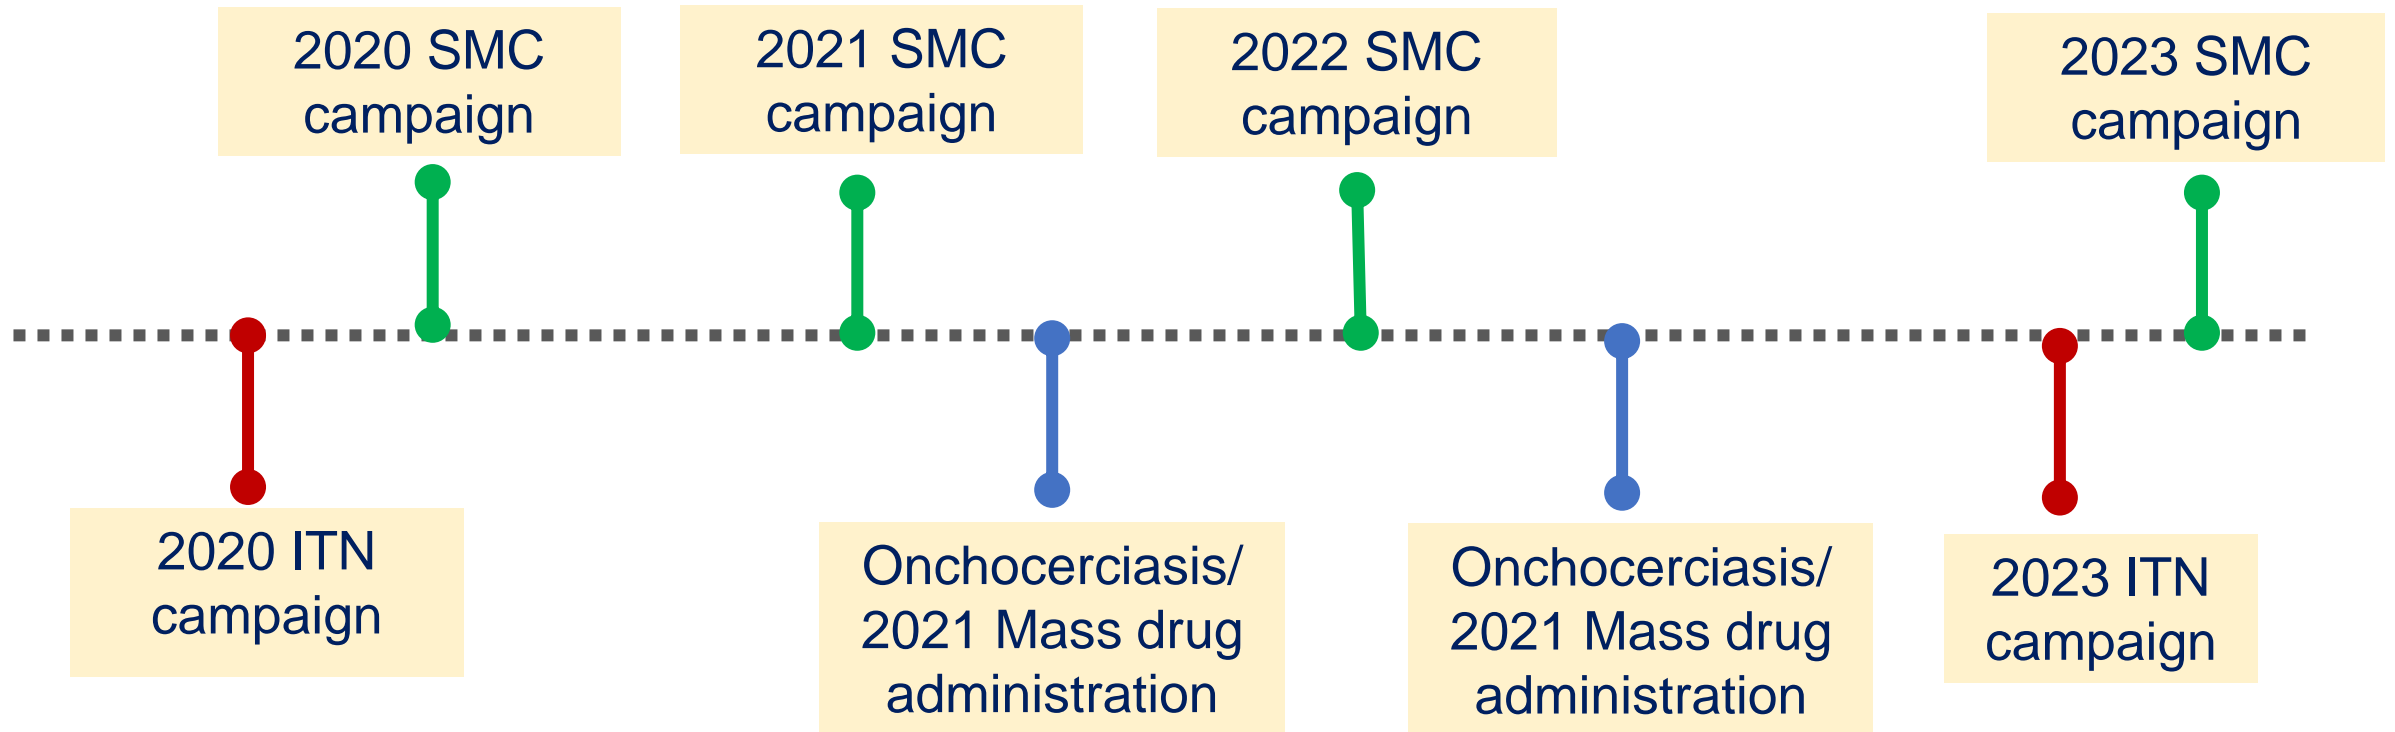 2020 SMC
campaign
2021 SMC
campaign
2022 SMC
campaign
2023 SMC
campaign
2020 ITN
campaign
Onchocerciasis/
2021 Mass drug
administration
Onchocerciasis/
2021 Mass drug
administration
2023 ITN
campaign